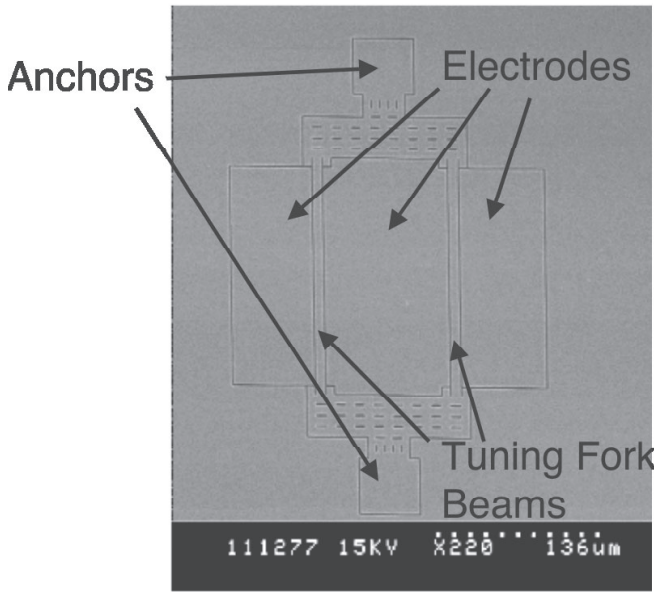 Anchors
Electrodes
Tuning Fork
Beams
111277 15KV X220 136um